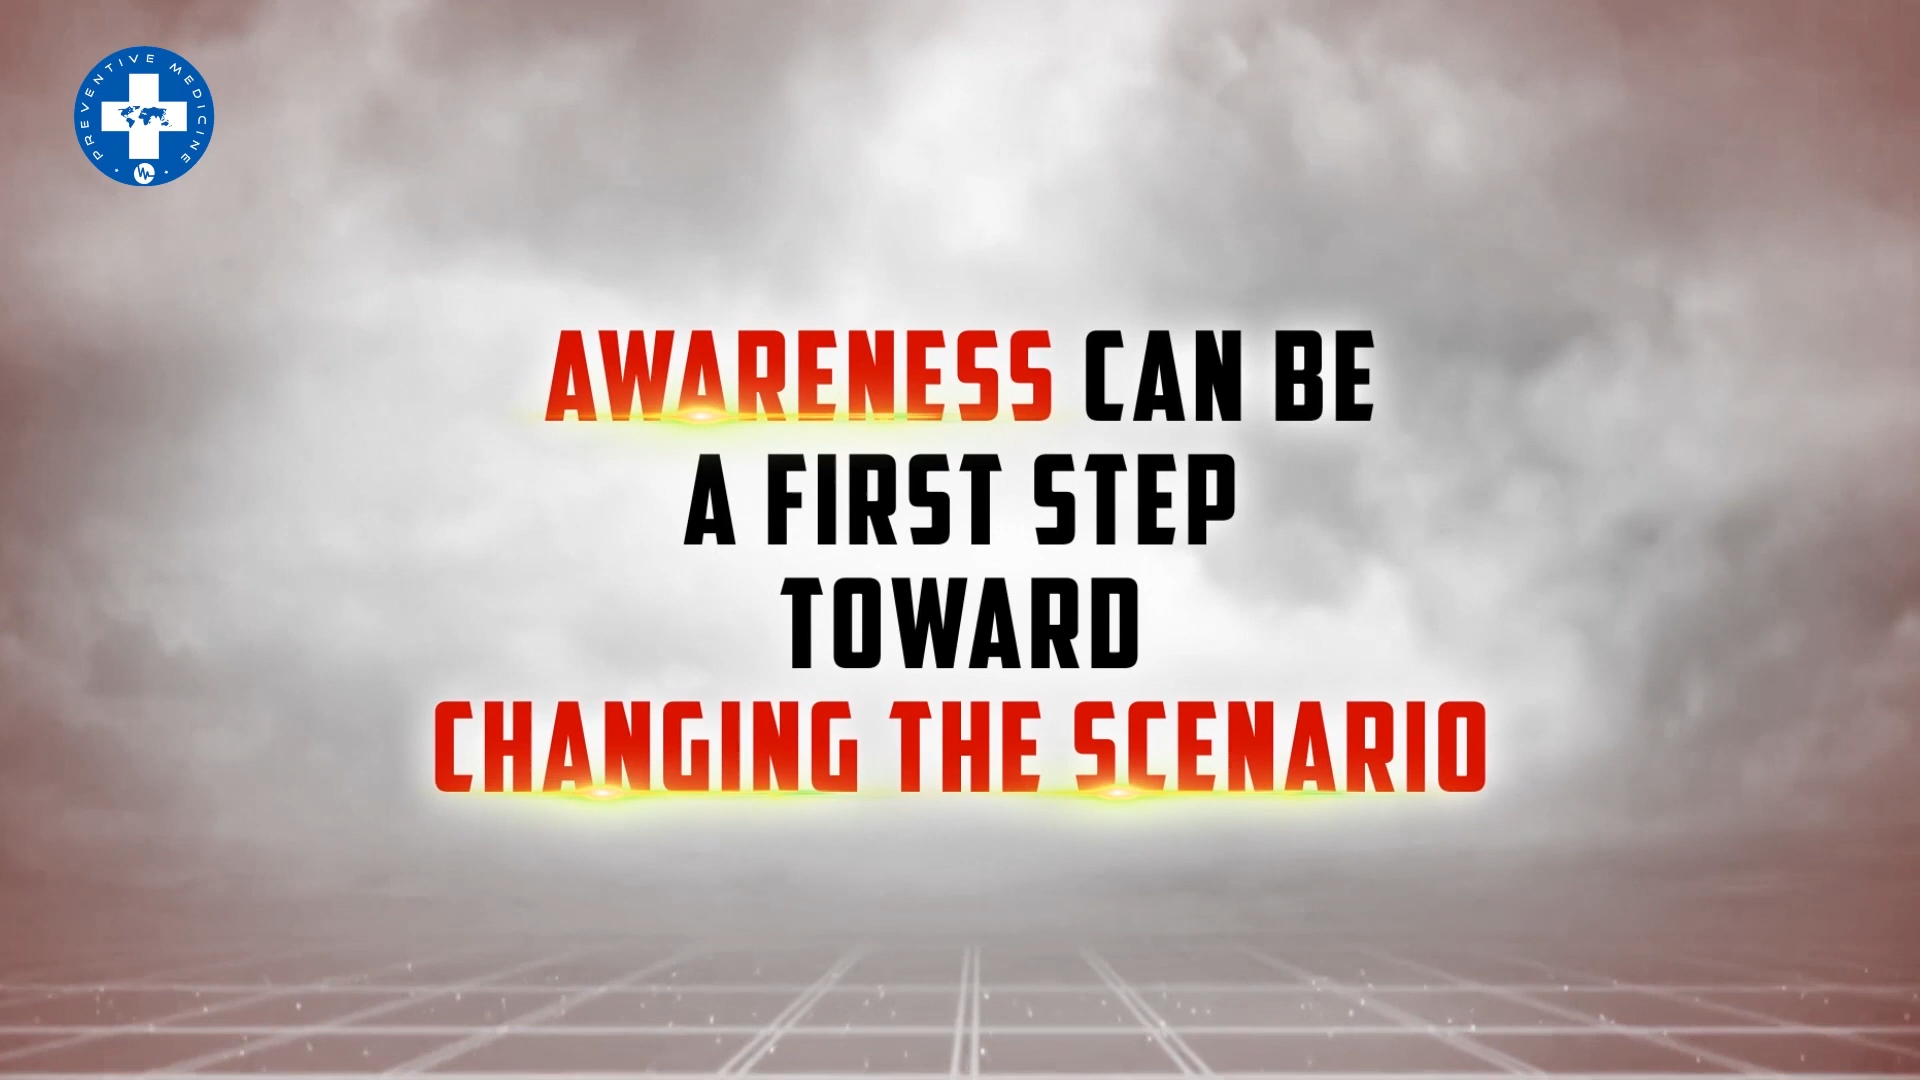 PREVENTIVE MEDICINE
AWARENESS CAN BE
A FIRST STEP
TOWARD
CHANGING THE SCENARIO